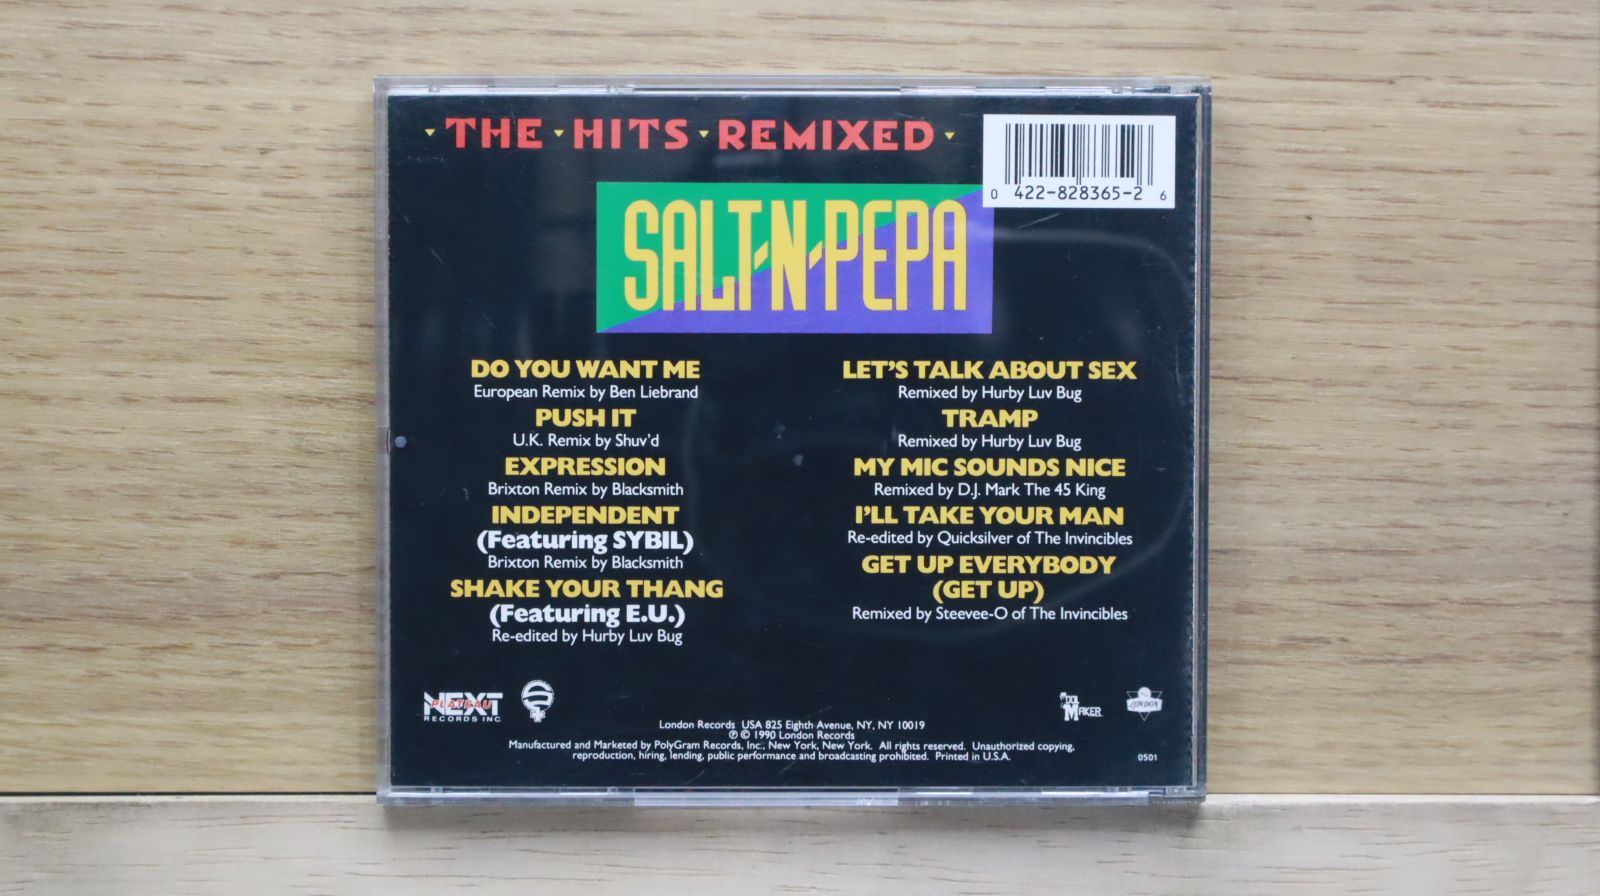 THE HITS REMIXED
0 422-828365-2 6
SALT-N-PEPA
DO YOU WANT ME
European Remix by Ben Liebrand
PUSH IT
U.K. Remix by Shuv'd
EXPRESSION
Brixton Remix by Blacksmith
INDEPENDENT
(Featuring SYBIL)
Brixton Remix by Blacksmith
SHAKE YOUR THANG
(Featuring E.U.)
Re-edited by Hurby Luv Bug
LET'S TALK ABOUT SEX
Remixed by Hurby Luv Bug
TRAMP
Remixed by Hurby Luv Bug
MY MIC SOUNDS NICE
Remixed by D.J. Mark The 45 King
I'LL TAKE YOUR MAN
Re-edited by Quicksilver of The Invincibles
GET UP EVERYBODY
(GET UP)
Remixed by Steevee-O of The Invincibles
NEXT
PLATEAU
RECORDS INC
IDOL
MAKER
LONDON
London Records USA 825 Eighth Avenue, NY, NY 10019
℗ © 1990 London Records
Manufactured and Marketed by PolyGram Records, Inc., New York, New York. All rights reserved. Unauthorized copying,
reproduction, hiring, lending, public performance and broadcasting prohibited. Printed in U.S.A.
0501